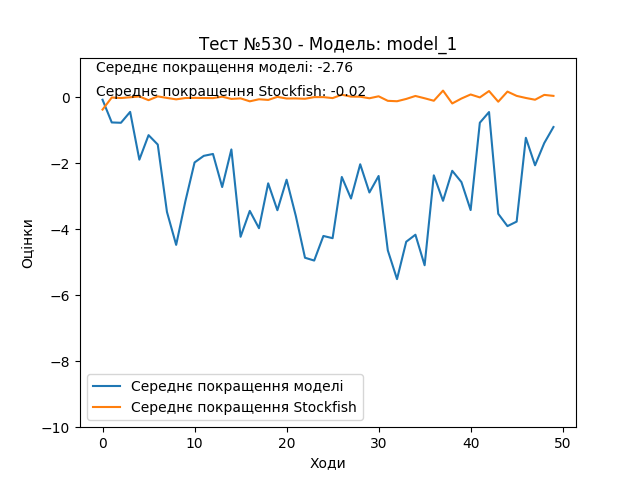 Тест №530 - Модель: model_1
Середнє покращення моделі: -2.76
Середнє покращення Stockfish: -0.02
0
−2
−4
−6
−8
−10
Оцінки
Середнє покращення моделі
Середнє покращення Stockfish
0 10 20 30 40 50
Ходи